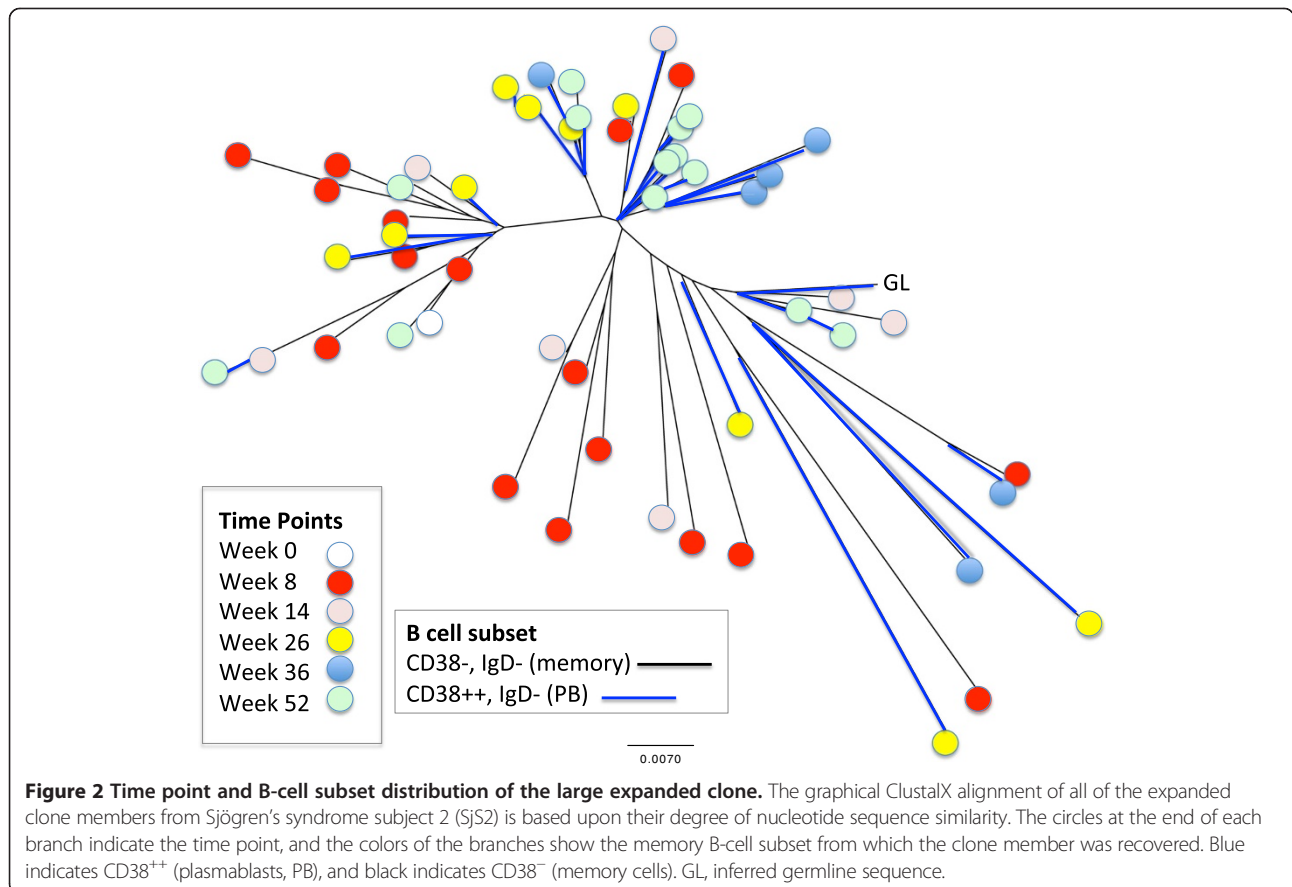 GL
Time Points
Week 0
Week 8
Week 14
Week 26
Week 36
Week 52
B cell subset
CD38-, IgD- (memory)
CD38++, IgD- (PB)
0.0070
Figure 2 Time point and B-cell subset distribution of the large expanded clone. The graphical ClustalX alignment of all of the expanded
clone members from Sjögren's syndrome subject 2 (SjS2) is based upon their degree of nucleotide sequence similarity. The circles at the end of each
branch indicate the time point, and the colors of the branches show the memory B-cell subset from which the clone member was recovered. Blue
indicates CD38++ (plasmablasts, PB), and black indicates CD38− (memory cells). GL, inferred germline sequence.